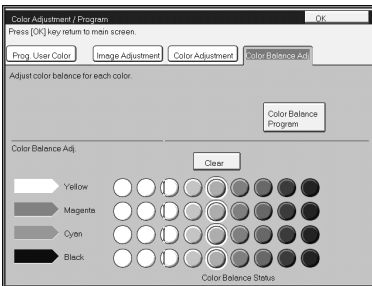 Color Adjustment / Program
OK
Press [OK] key return to main screen.
Prog. User Color
Image Adjustment
Color Adjustment
Color Balance Adj.
Adjust color balance for each color.
Color Balance
Program
Color Balance Adj.
Clear
Yellow
Magenta
Cyan
Black
Color Balance Status